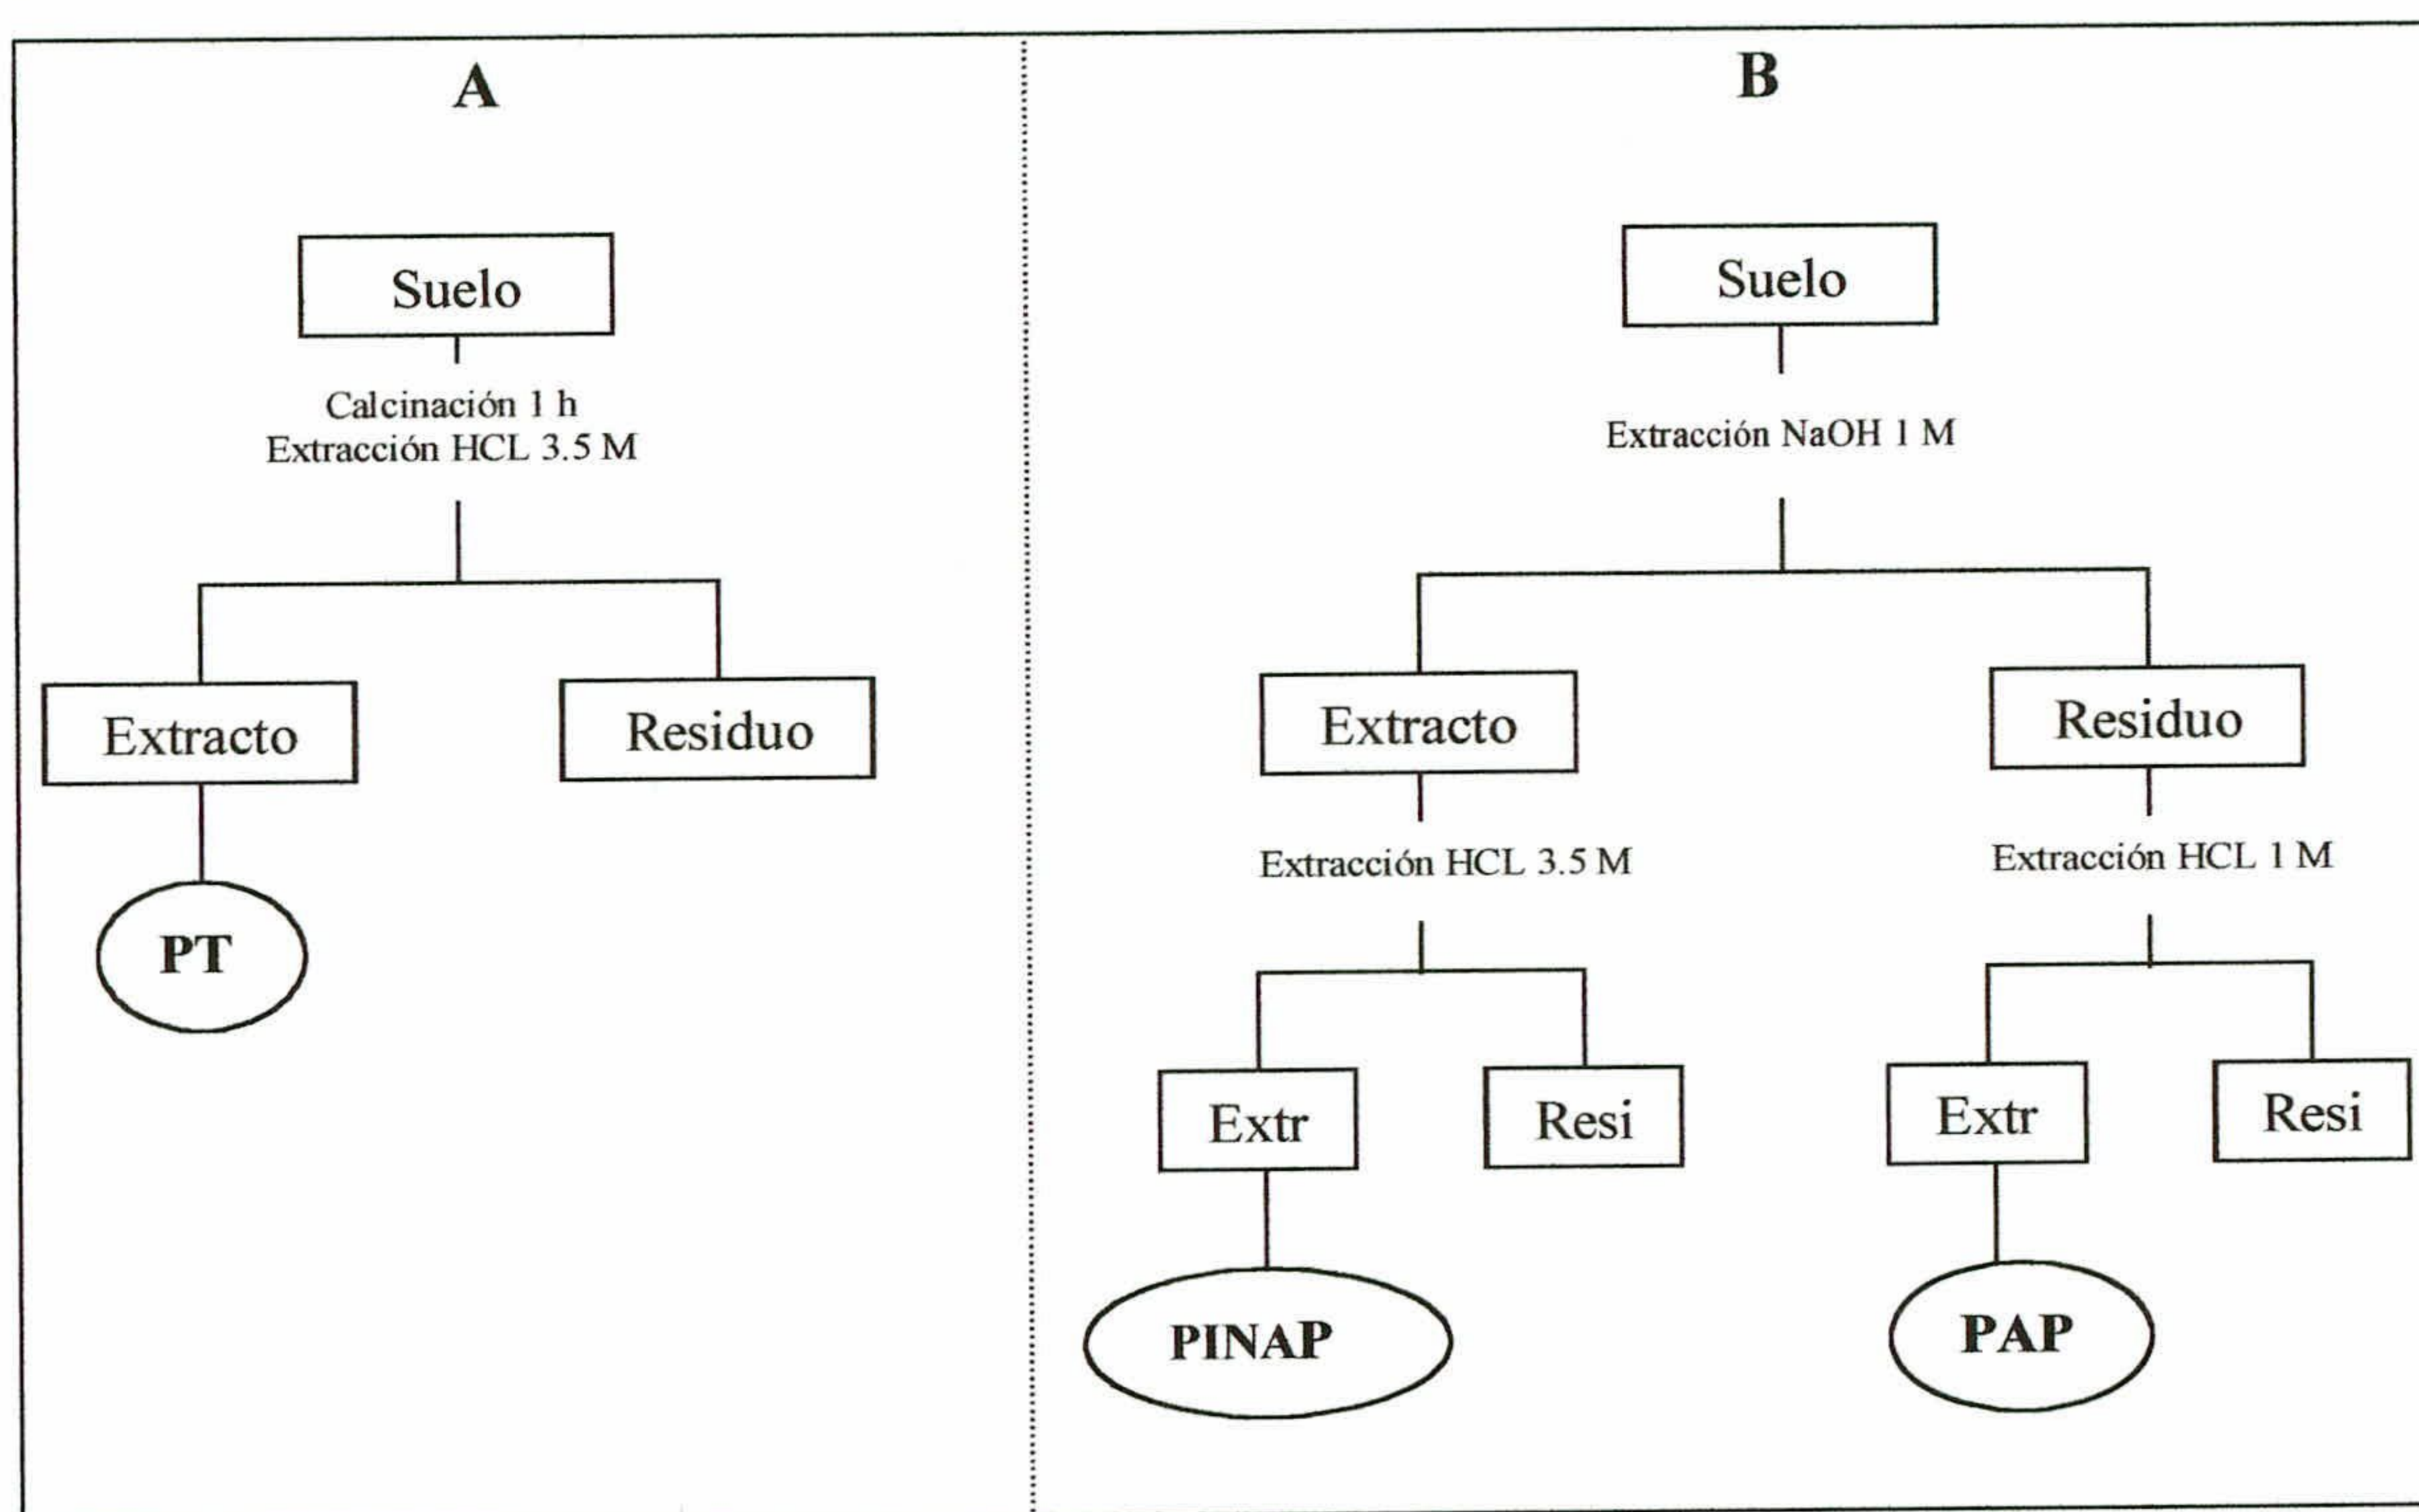 A
Suelo
Calcinación 1 h
Extracción HCL 3.5 M
Extracto
Residuo
PT
B
Suelo
Extracción NaOH 1 M
Extracto
Residuo
Extracción HCL 3.5 M
Extracción HCL 1 M
Extr
Resi
Extr
Resi
PINAP
PAP